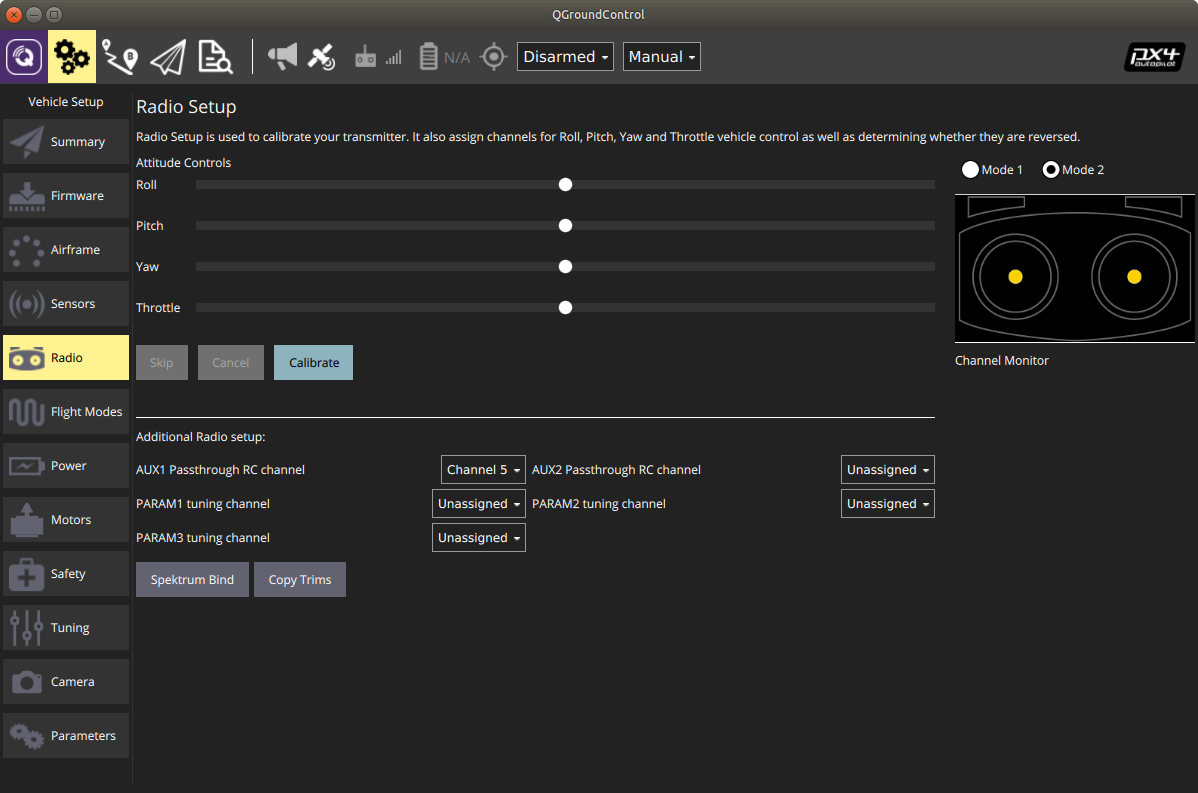 QGroundControl
A
B
N/A
Disarmed
Manual
px4
autopilot
Vehicle Setup
Summary
Firmware
Airframe
Sensors
Radio
Flight Modes
Power
Motors
Safety
Tuning
Camera
Parameters
Radio Setup
Radio Setup is used to calibrate your transmitter. It also assign channels for Roll, Pitch, Yaw and Throttle vehicle control as well as determining whether they are reversed.
Attitude Controls
Roll
Pitch
Yaw
Throttle
Skip Cancel Calibrate
Mode 1 Mode 2
Channel Monitor
Additional Radio setup:
AUX1 Passthrough RC channel Channel 5 AUX2 Passthrough RC channel Unassigned
PARAM1 tuning channel Unassigned PARAM2 tuning channel Unassigned
PARAM3 tuning channel Unassigned
Spektrum Bind Copy Trims